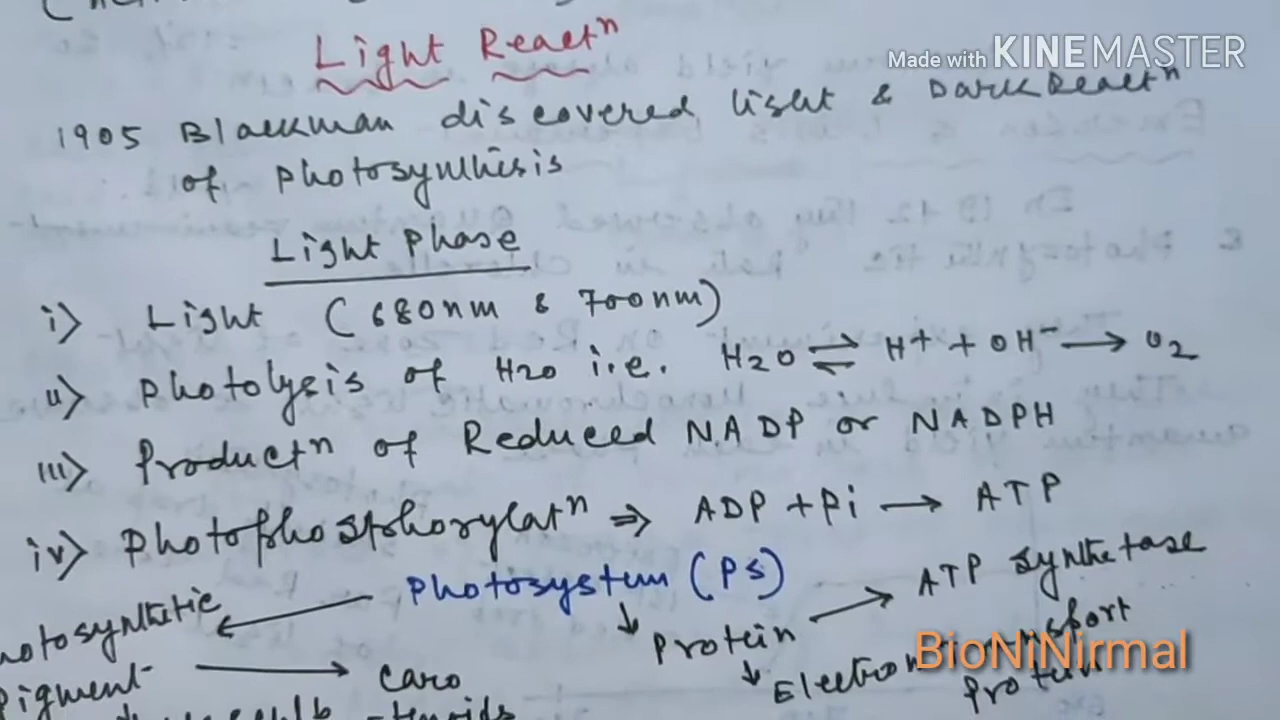 Light Reactⁿ
Made with KINEMASTER
1905 Blackman discovered light & Dark Reactⁿ
of Photosynthesis
Light Phase
i) Light (680nm & 700nm)
ii) Photolysis of H2O i.e. H2O ⇌ H+ + OH⁻ → O2
iii) Productⁿ of Reduced NADP or NADPH
iv) Photophosphorylatⁿ ⇒ ADP + Pi → ATP
Photosystem (PS)
→ ATP synthetase
Protein
Electron
Protein
pigment → caro
-tenoids
BioNiNirmal